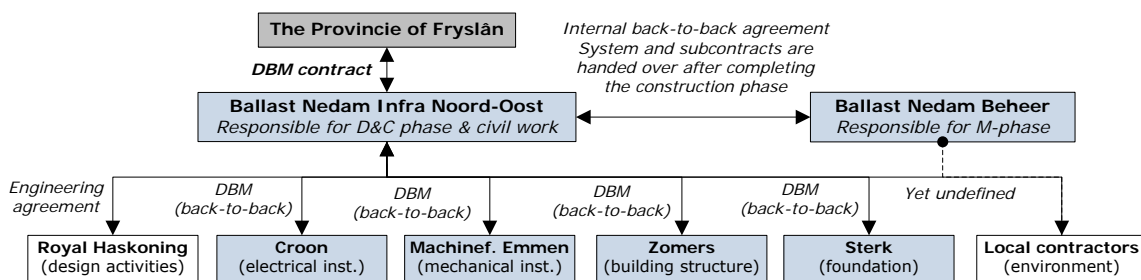 The Provincie of Fryslân
Internal back-to-back agreement
System and subcontracts are
handed over after completing
the construction phase
DBM contract
Ballast Nedam Infra Noord-Oost
Responsible for D&C phase & civil work
Ballast Nedam Beheer
Responsible for M-phase
Engineering
agreement
DBM
(back-to-back)
DBM
(back-to-back)
DBM
(back-to-back)
DBM
(back-to-back)
Yet undefined
Royal Haskoning
(design activities)
Croon
(electrical inst.)
Machinef. Emmen
(mechanical inst.)
Zomers
(building structure)
Sterk
(foundation)
Local contractors
(environment)